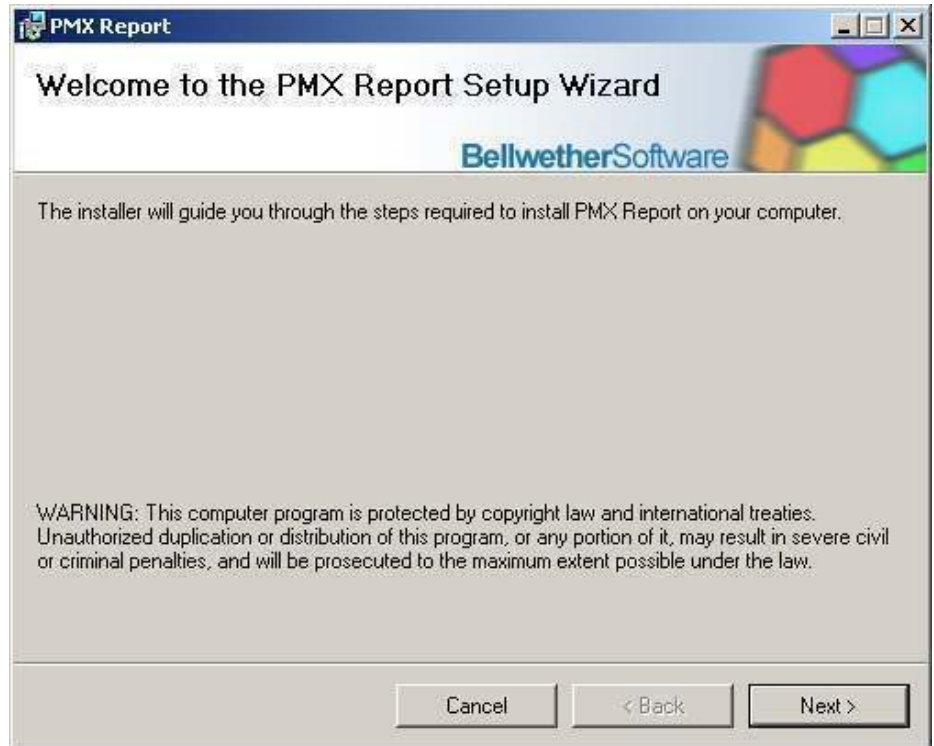 PMX Report
Welcome to the PMX Report Setup Wizard
BellwetherSoftware
The installer will guide you through the steps required to install PMX Report on your computer.
WARNING: This computer program is protected by copyright law and international treaties.
Unauthorized duplication or distribution of this program, or any portion of it, may result in severe civil
or criminal penalties, and will be prosecuted to the maximum extent possible under the law.
Cancel
< Back
Next >